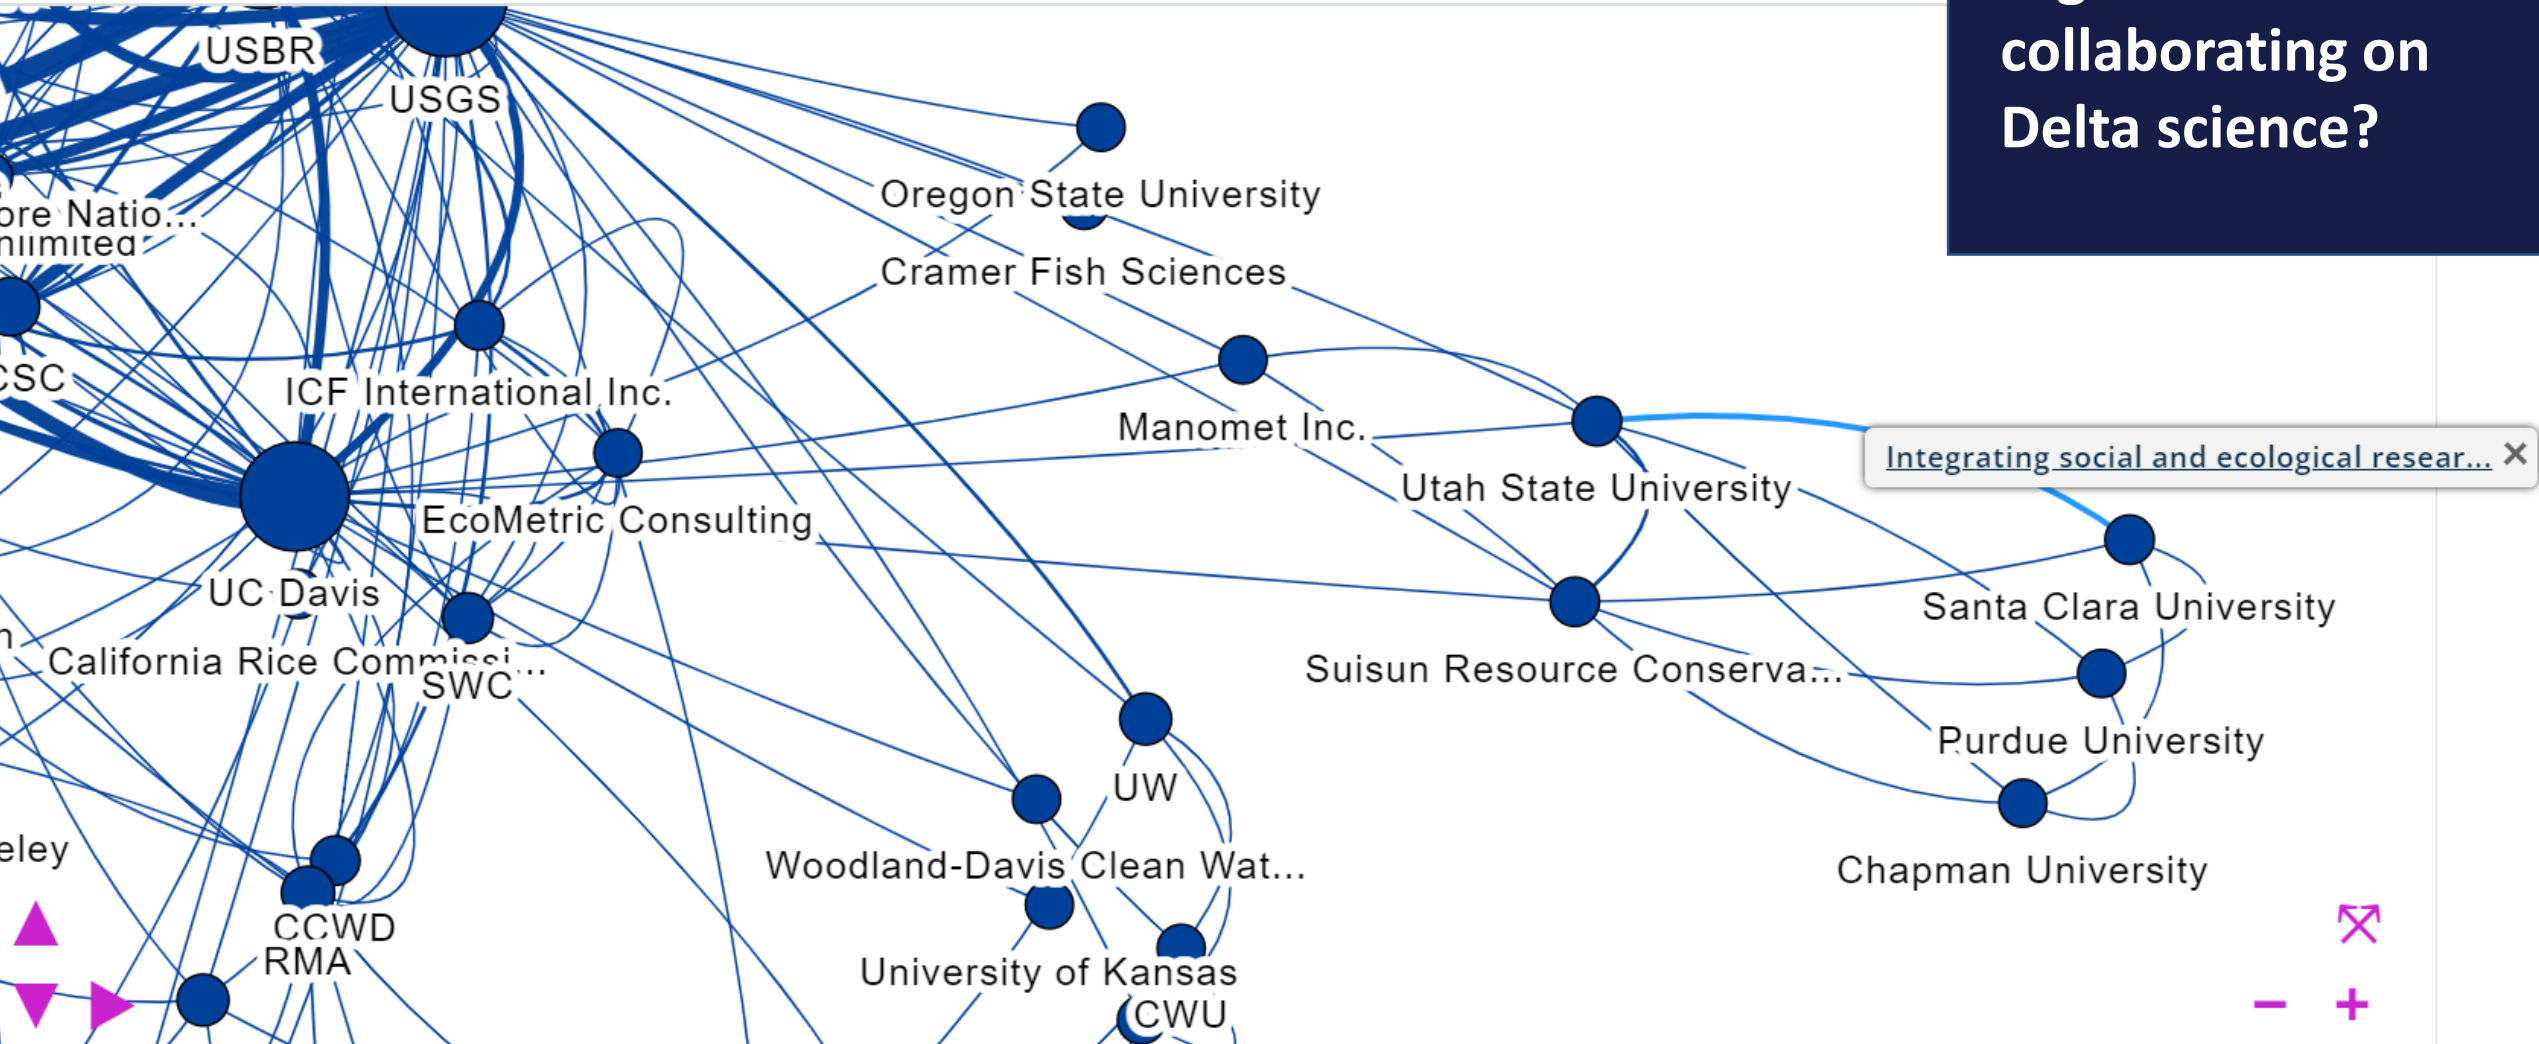 collaborating on
Delta science?
USBR
USGS
Oregon State University
ore Natio...
nlimited
Cramer Fish Sciences
CSC
ICF International Inc.
Manomet Inc.
Integrating social and ecological resear...
Utah State University
EcoMetric Consulting
UC Davis
Santa Clara University
California Rice Commissi...
SWC
Suisun Resource Conserva...
Purdue University
UW
eley
Woodland-Davis Clean Wat...
Chapman University
CCWD
RMA
University of Kansas
CWU